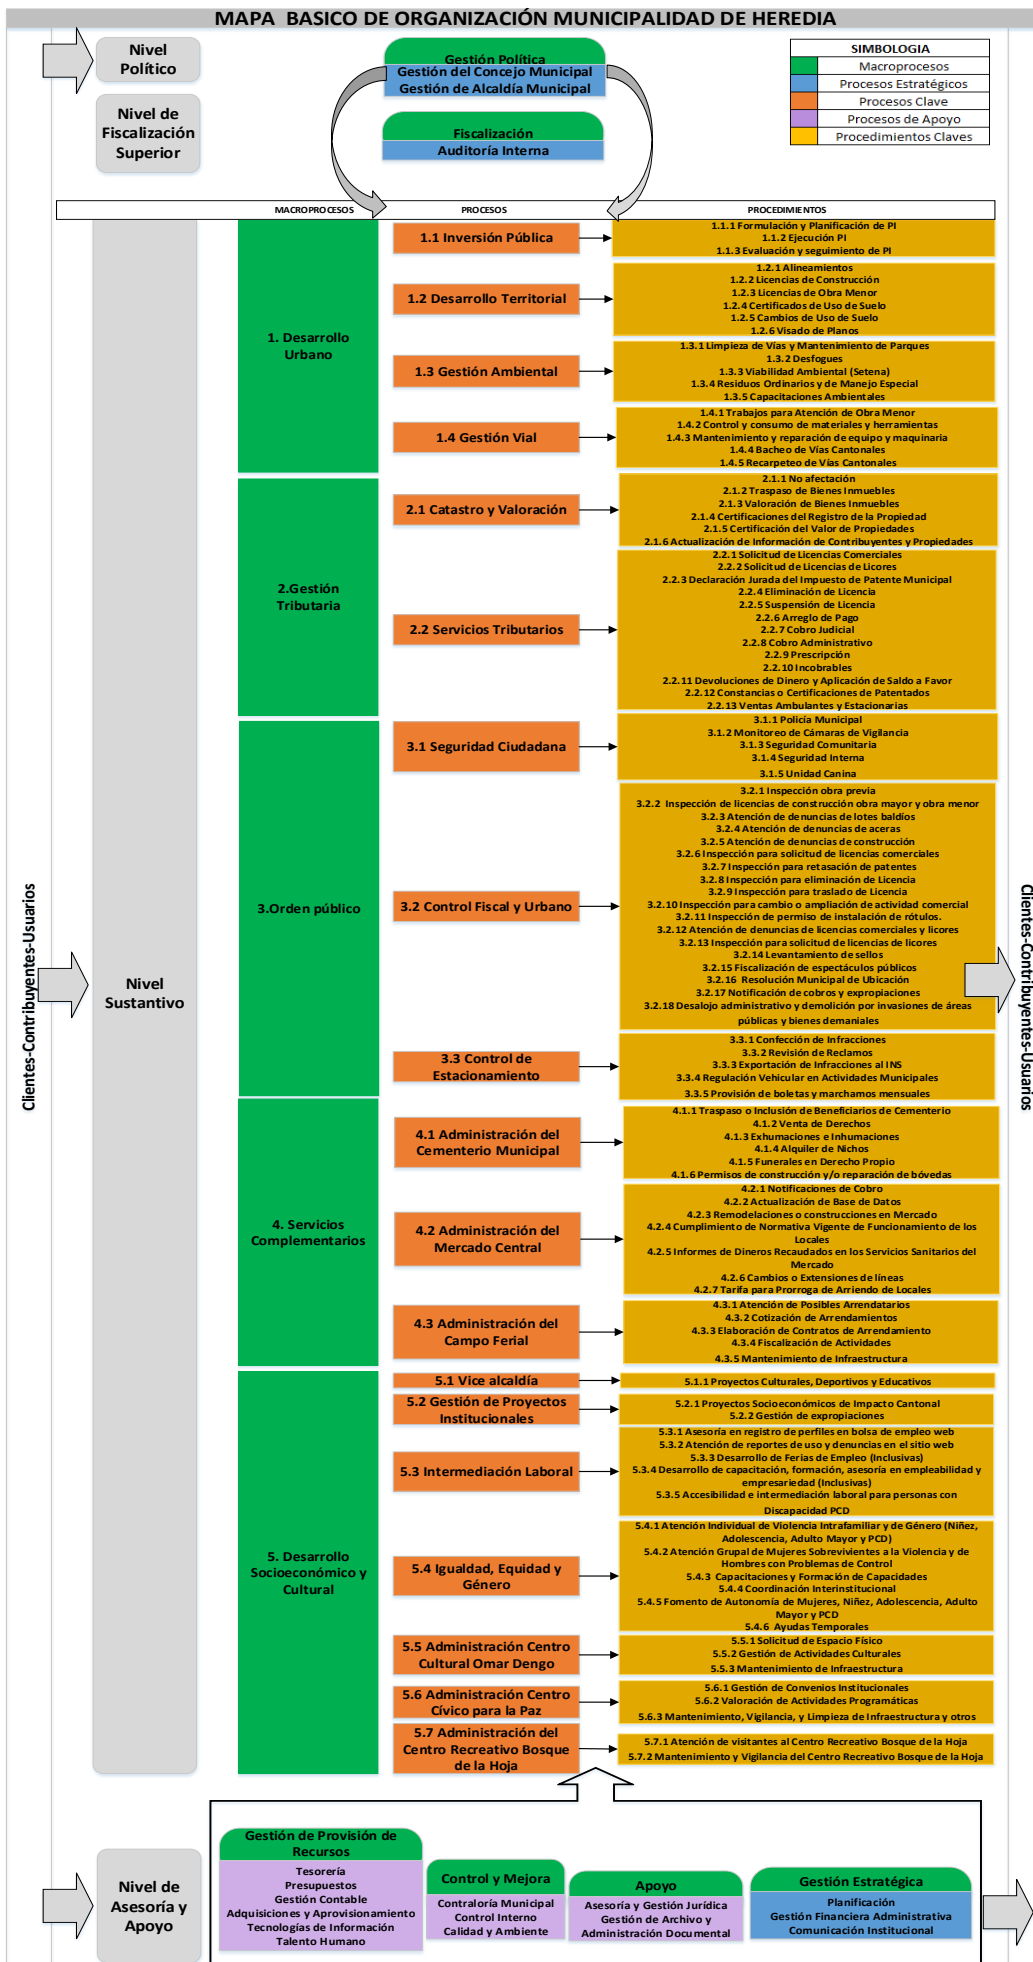 MAPA BASICO DE ORGANIZACIÓN MUNICIPALIDAD DE HEREDIA
Nivel
Político
Gestión Política
Gestión del Concejo Municipal
Gestión de Alcaldía Municipal
SIMBOLOGIA
Macroprocesos
Procesos Estratégicos
Procesos Clave
Procesos de Apoyo
Procedimientos Claves
Nivel de
Fiscalización
Superior
Fiscalización
Auditoría Interna
MACROPROCESOS
PROCESOS
PROCEDIMIENTOS
Clientes-Contribuyentes-Usuarios
Nivel
Sustantivo
1. Desarrollo
Urbano
1.1 Inversión Pública
1.1.1 Formulación y Planificación de PI
1.1.2 Ejecución PI
1.1.3 Evaluación y seguimiento de PI
1.2 Desarrollo Territorial
1.2.1 Alineamientos
1.2.2 Licencias de Construcción
1.2.3 Licencias de Obra Menor
1.2.4 Certificados de Uso de Suelo
1.2.5 Cambios de Uso de Suelo
1.2.6 Visado de Planos
1.3 Gestión Ambiental
1.3.1 Limpieza de Vías y Mantenimiento de Parques
1.3.2 Desfogues
1.3.3 Viabilidad Ambiental (Setena)
1.3.4 Residuos Ordinarios y de Manejo Especial
1.3.5 Capacitaciones Ambientales
1.4 Gestión Vial
1.4.1 Trabajos para Atención de Obra Menor
1.4.2 Control y consumo de materiales y herramientas
1.4.3 Mantenimiento y reparación de equipo y maquinaria
1.4.4 Bacheo de Vías Cantonales
1.4.5 Recarpeteo de Vías Cantonales
2.Gestión
Tributaria
2.1 Catastro y Valoración
2.1.1 No afectación
2.1.2 Traspaso de Bienes Inmuebles
2.1.3 Valoración de Bienes Inmuebles
2.1.4 Certificaciones del Registro de la Propiedad
2.1.5 Certificación del Valor de Propiedades
2.1.6 Actualización de Información de Contribuyentes y Propiedades
2.2 Servicios Tributarios
2.2.1 Solicitud de Licencias Comerciales
2.2.2 Solicitud de Licencias de Licores
2.2.3 Declaración Jurada del Impuesto de Patente Municipal
2.2.4 Eliminación de Licencia
2.2.5 Suspensión de Licencia
2.2.6 Arreglo de Pago
2.2.7 Cobro Judicial
2.2.8 Cobro Administrativo
2.2.9 Prescripción
2.2.10 Incobrables
2.2.11 Devoluciones de Dinero y Aplicación de Saldo a Favor
2.2.12 Constancias o Certificaciones de Patentados
2.2.13 Ventas Ambulantes y Estacionarias
3.Orden público
3.1 Seguridad Ciudadana
3.1.1 Policía Municipal
3.1.2 Monitoreo de Cámaras de Vigilancia
3.1.3 Seguridad Comunitaria
3.1.4 Seguridad Interna
3.1.5 Unidad Canina
3.2 Control Fiscal y Urbano
3.2.1 Inspección obra previa
3.2.2 Inspección de licencias de construcción obra mayor y obra menor
3.2.3 Atención de denuncias de lotes baldíos
3.2.4 Atención de denuncias de aceras
3.2.5 Atención de denuncias de construcción
3.2.6 Inspección para solicitud de licencias comerciales
3.2.7 Inspección para retasación de patentes
3.2.8 Inspección para eliminación de Licencia
3.2.9 Inspección para traslado de Licencia
3.2.10 Inspección para cambio o ampliación de actividad comercial
3.2.11 Inspección de permiso de instalación de rótulos.
3.2.12 Atención de denuncias de licencias comerciales y licores
3.2.13 Inspección para solicitud de licencias de licores
3.2.14 Levantamiento de sellos
3.2.15 Fiscalización de espectáculos públicos
3.2.16 Resolución Municipal de Ubicación
3.2.17 Notificación de cobros y expropiaciones
3.2.18 Desalojo administrativo y demolición por invasiones de áreas
públicas y bienes demaniales
3.3 Control de
Estacionamiento
3.3.1 Confección de Infracciones
3.3.2 Revisión de Reclamos
3.3.3 Exportación de Infracciones al INS
3.3.4 Regulación Vehicular en Actividades Municipales
3.3.5 Provisión de boletas y marchamos mensuales
4. Servicios
Complementarios
4.1 Administración del
Cementerio Municipal
4.1.1 Traspaso o Inclusión de Beneficiarios de Cementerio
4.1.2 Venta de Derechos
4.1.3 Exhumaciones e Inhumaciones
4.1.4 Alquiler de Nichos
4.1.5 Funerales en Derecho Propio
4.1.6 Permisos de construcción y/o reparación de bóvedas
4.2 Administración del
Mercado Central
4.2.1 Notificaciones de Cobro
4.2.2 Actualización de Base de Datos
4.2.3 Remodelaciones o construcciones en Mercado
4.2.4 Cumplimiento de Normativa Vigente de Funcionamiento de los
Locales
4.2.5 Informes de Dineros Recaudados en los Servicios Sanitarios del
Mercado
4.2.6 Cambios o Extensiones de líneas
4.2.7 Tarifa para Prorroga de Arriendo de Locales
4.3 Administración del
Campo Ferial
4.3.1 Atención de Posibles Arrendatarios
4.3.2 Cotización de Arrendamientos
4.3.3 Elaboración de Contratos de Arrendamiento
4.3.4 Fiscalización de Actividades
4.3.5 Mantenimiento de Infraestructura
5. Desarrollo
Socioeconómico y
Cultural
5.1 Vice alcaldía
5.1.1 Proyectos Culturales, Deportivos y Educativos
5.2 Gestión de Proyectos
Institucionales
5.2.1 Proyectos Socioeconómicos de Impacto Cantonal
5.2.2 Gestión de expropiaciones
5.3 Intermediación Laboral
5.3.1 Asesoría en registro de perfiles en bolsa de empleo web
5.3.2 Atención de reportes de uso y denuncias en el sitio web
5.3.3 Desarrollo de Ferias de Empleo (Inclusivas)
5.3.4 Desarrollo de capacitación, formación, asesoría en empleabilidad y
empresariedad (Inclusivas)
5.3.5 Accesibilidad e intermediación laboral para personas con
Discapacidad PCD
5.4 Igualdad, Equidad y
Género
5.4.1 Atención Individual de Violencia Intrafamiliar y de Género (Niñez,
Adolescencia, Adulto Mayor y PCD)
5.4.2 Atención Grupal de Mujeres Sobrevivientes a la Violencia y de
Hombres con Problemas de Control
5.4.3 Capacitaciones y Formación de Capacidades
5.4.4 Coordinación Interinstitucional
5.4.5 Fomento de Autonomía de Mujeres, Niñez, Adolescencia, Adulto
Mayor y PCD
5.4.6 Ayudas Temporales
5.5 Administración Centro
Cultural Omar Dengo
5.5.1 Solicitud de Espacio Físico
5.5.2 Gestión de Actividades Culturales
5.5.3 Mantenimiento de Infraestructura
5.6 Administración Centro
Cívico para la Paz
5.6.1 Gestión de Convenios Institucionales
5.6.2 Valoración de Actividades Programáticas
5.6.3 Mantenimiento, Vigilancia, y Limpieza de Infraestructura y otros
5.7 Administración del
Centro Recreativo Bosque
de la Hoja
5.7.1 Atención de visitantes al Centro Recreativo Bosque de la Hoja
5.7.2 Mantenimiento y Vigilancia del Centro Recreativo Bosque de la Hoja
Clientes-Contribuyentes-Usuarios
Nivel de
Asesoría y
Apoyo
Gestión de Provisión de
Recursos
Tesorería
Presupuestos
Gestión Contable
Adquisiciones y Aprovisionamiento
Tecnologías de Información
Talento Humano
Control y Mejora
Contraloría Municipal
Control Interno
Calidad y Ambiente
Apoyo
Asesoría y Gestión Jurídica
Gestión de Archivo y
Administración Documental
Gestión Estratégica
Planificación
Gestión Financiera Administrativa
Comunicación Institucional